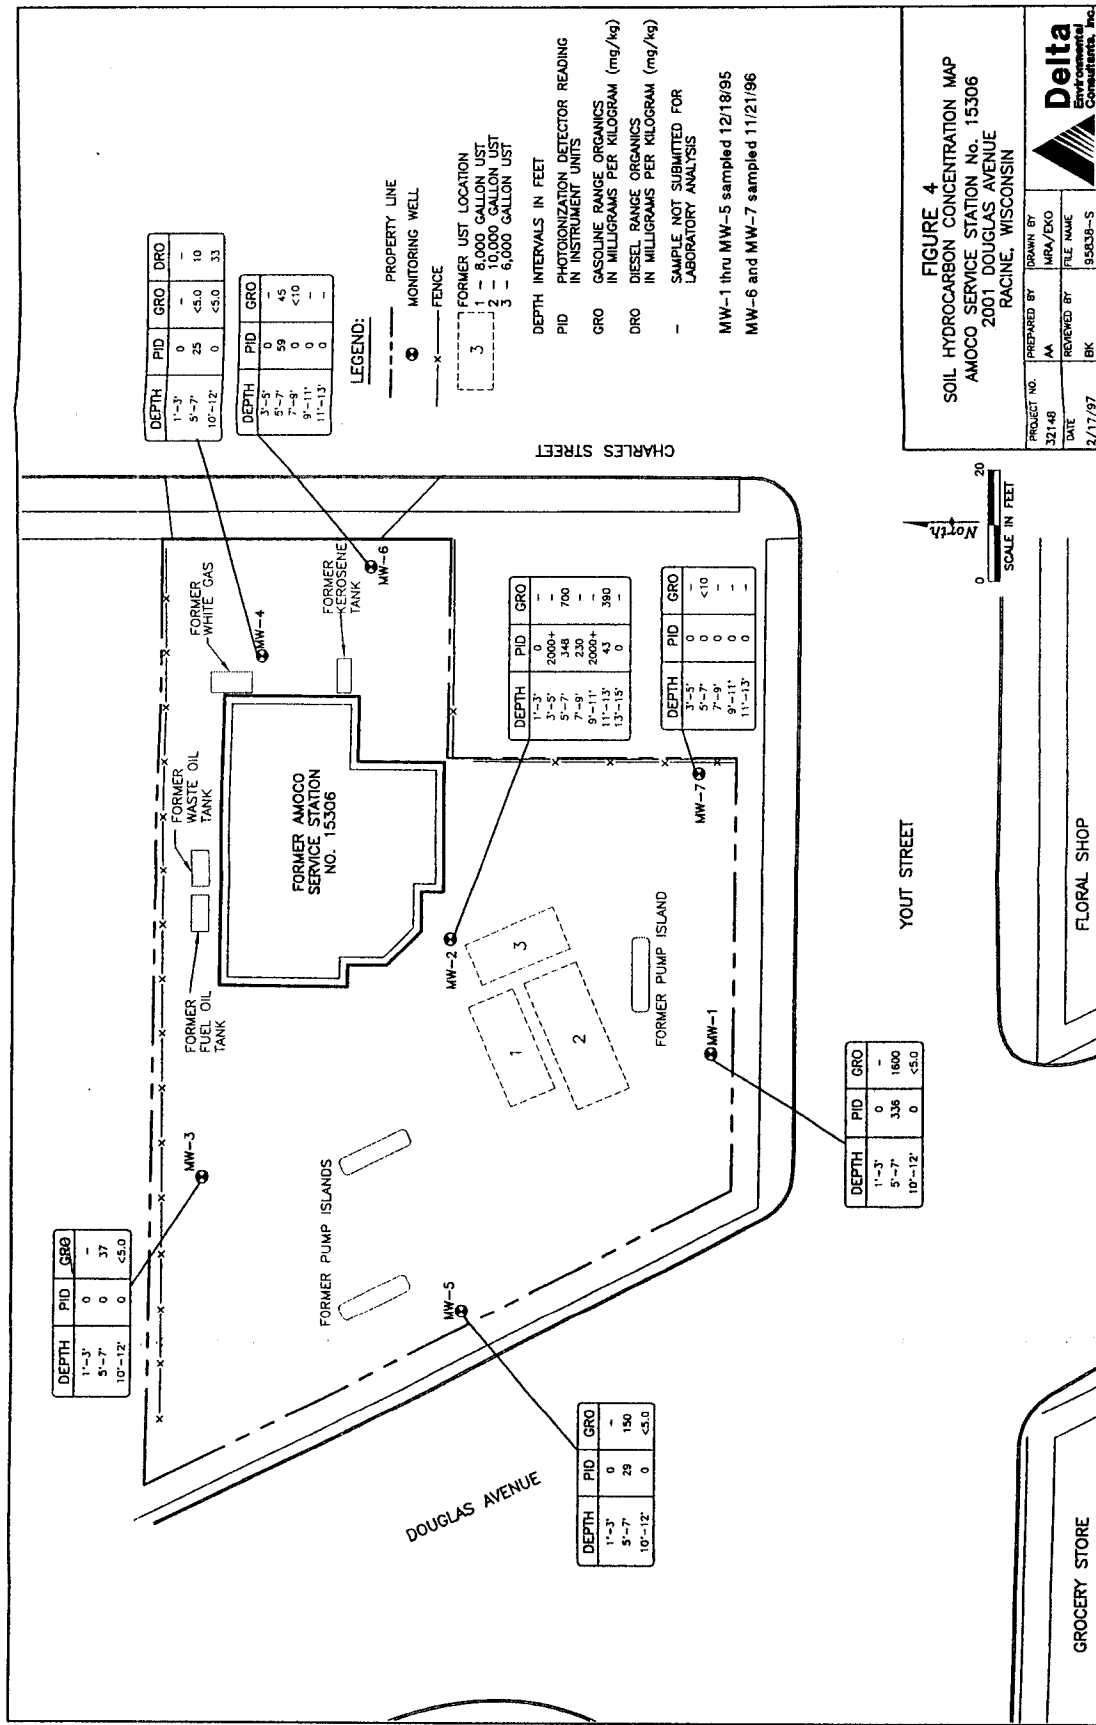 DEPTH PID GRO
1'-3' 0 -
5'-7' 0 37
10'-12' 0 <5.0
MW-3
DEPTH PID GRO DRO
1'-3' 0 - -
5'-7' 25 <5.0 10
10'-12' 0 <5.0 33
DEPTH PID GRO
3'-5' 0 -
5'-7' 59 45
7'-9' 0 <10
9'-11' 0 -
11'-13' 0 -
FORMER
FUEL OIL
TANK
FORMER
WASTE OIL
TANK
FORMER
WHITE GAS
MW-4
FORMER
KEROSENE
TANK
MW-6
FORMER AMOCO
SERVICE STATION
NO. 15306
FORMER PUMP ISLANDS
MW-5
MW-2
1
2
3
FORMER PUMP ISLAND
MW-1
MW-7
DEPTH PID GRO
1'-3' 0 -
3'-5' 2000+ -
5'-7' 348 700
7'-9' 230 -
9'-11' 2000+ -
11'-13' 43 390
13'-15' 0 -
DEPTH PID GRO
3'-5' 0 -
5'-7' 0 <10
7'-9' 0 -
9'-11' 0 -
11'-13' 0 -
DEPTH PID GRO
1'-3' 0 -
5'-7' 29 150
10'-12' 0 <5.0
DEPTH PID GRO
1'-3' 0 -
5'-7' 336 1600
10'-12' 0 <5.0
DOUGLAS AVENUE
CHARLES STREET
YOUT STREET
GROCERY STORE
FLORAL SHOP
North
0 20
SCALE IN FEET
LEGEND:
PROPERTY LINE
MONITORING WELL
x FENCE
3
FORMER UST LOCATION
1 - 8,000 GALLON UST
2 - 10,000 GALLON UST
3 - 6,000 GALLON UST
DEPTH INTERVALS IN FEET
PID PHOTOIONIZATION DETECTOR READING
IN INSTRUMENT UNITS
GRO GASOLINE RANGE ORGANICS
IN MILLIGRAMS PER KILOGRAM (mg/kg)
DRO DIESEL RANGE ORGANICS
IN MILLIGRAMS PER KILOGRAM (mg/kg)
- SAMPLE NOT SUBMITTED FOR
LABORATORY ANALYSIS
MW-1 thru MW-5 sampled 12/18/95
MW-6 and MW-7 sampled 11/21/96
FIGURE 4
SOIL HYDROCARBON CONCENTRATION MAP
AMOCO SERVICE STATION No. 15306
2001 DOUGLAS AVENUE
RACINE, WISCONSIN
PROJECT NO. PREPARED BY DRAWN BY
32148 AA MRA/EKO
DATE REVIEWED BY FILE NAME
2/17/97 BK 95838-S
Delta
Environmental
Consultants, Inc.